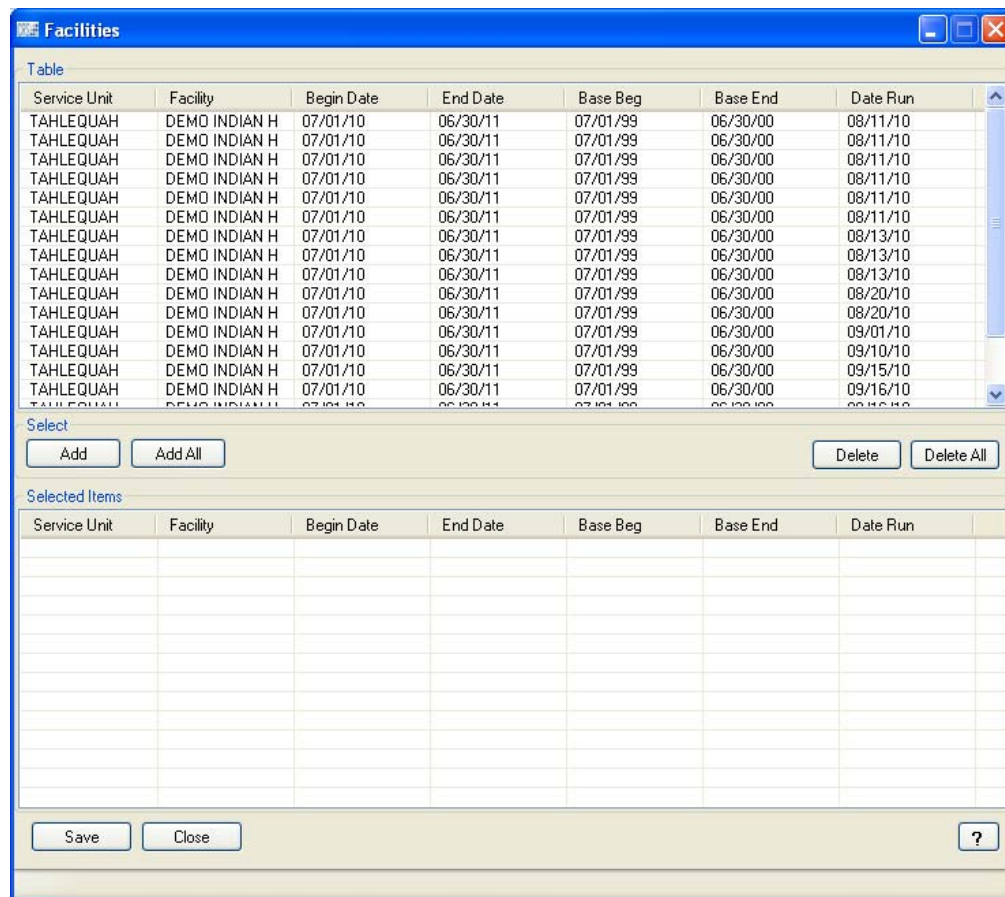 Facilities
Table
Service Unit Facility Begin Date End Date Base Beg Base End Date Run
TAHLEQUAH DEMO INDIAN H 07/01/10 06/30/11 07/01/99 06/30/00 08/11/10
TAHLEQUAH DEMO INDIAN H 07/01/10 06/30/11 07/01/99 06/30/00 08/11/10
TAHLEQUAH DEMO INDIAN H 07/01/10 06/30/11 07/01/99 06/30/00 08/11/10
TAHLEQUAH DEMO INDIAN H 07/01/10 06/30/11 07/01/99 06/30/00 08/11/10
TAHLEQUAH DEMO INDIAN H 07/01/10 06/30/11 07/01/99 06/30/00 08/11/10
TAHLEQUAH DEMO INDIAN H 07/01/10 06/30/11 07/01/99 06/30/00 08/11/10
TAHLEQUAH DEMO INDIAN H 07/01/10 06/30/11 07/01/99 06/30/00 08/13/10
TAHLEQUAH DEMO INDIAN H 07/01/10 06/30/11 07/01/99 06/30/00 08/13/10
TAHLEQUAH DEMO INDIAN H 07/01/10 06/30/11 07/01/99 06/30/00 08/13/10
TAHLEQUAH DEMO INDIAN H 07/01/10 06/30/11 07/01/99 06/30/00 08/20/10
TAHLEQUAH DEMO INDIAN H 07/01/10 06/30/11 07/01/99 06/30/00 08/20/10
TAHLEQUAH DEMO INDIAN H 07/01/10 06/30/11 07/01/99 06/30/00 09/01/10
TAHLEQUAH DEMO INDIAN H 07/01/10 06/30/11 07/01/99 06/30/00 09/10/10
TAHLEQUAH DEMO INDIAN H 07/01/10 06/30/11 07/01/99 06/30/00 09/15/10
TAHLEQUAH DEMO INDIAN H 07/01/10 06/30/11 07/01/99 06/30/00 09/16/10
Select
Add Add All Delete Delete All
Selected Items
Service Unit Facility Begin Date End Date Base Beg Base End Date Run
Save Close ?